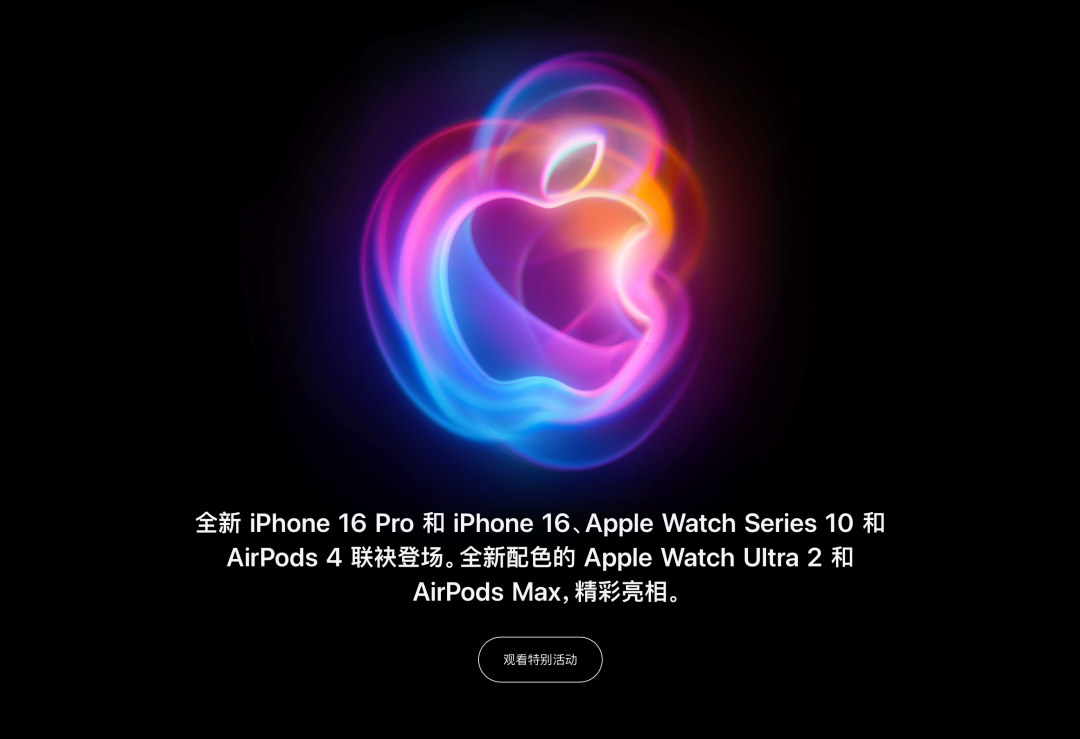 全新 iPhone 16 Pro 和 iPhone 16、Apple Watch Series 10 和
AirPods 4 联袂登场。全新配色的 Apple Watch Ultra 2 和
AirPods Max，精彩亮相。
观看特别活动